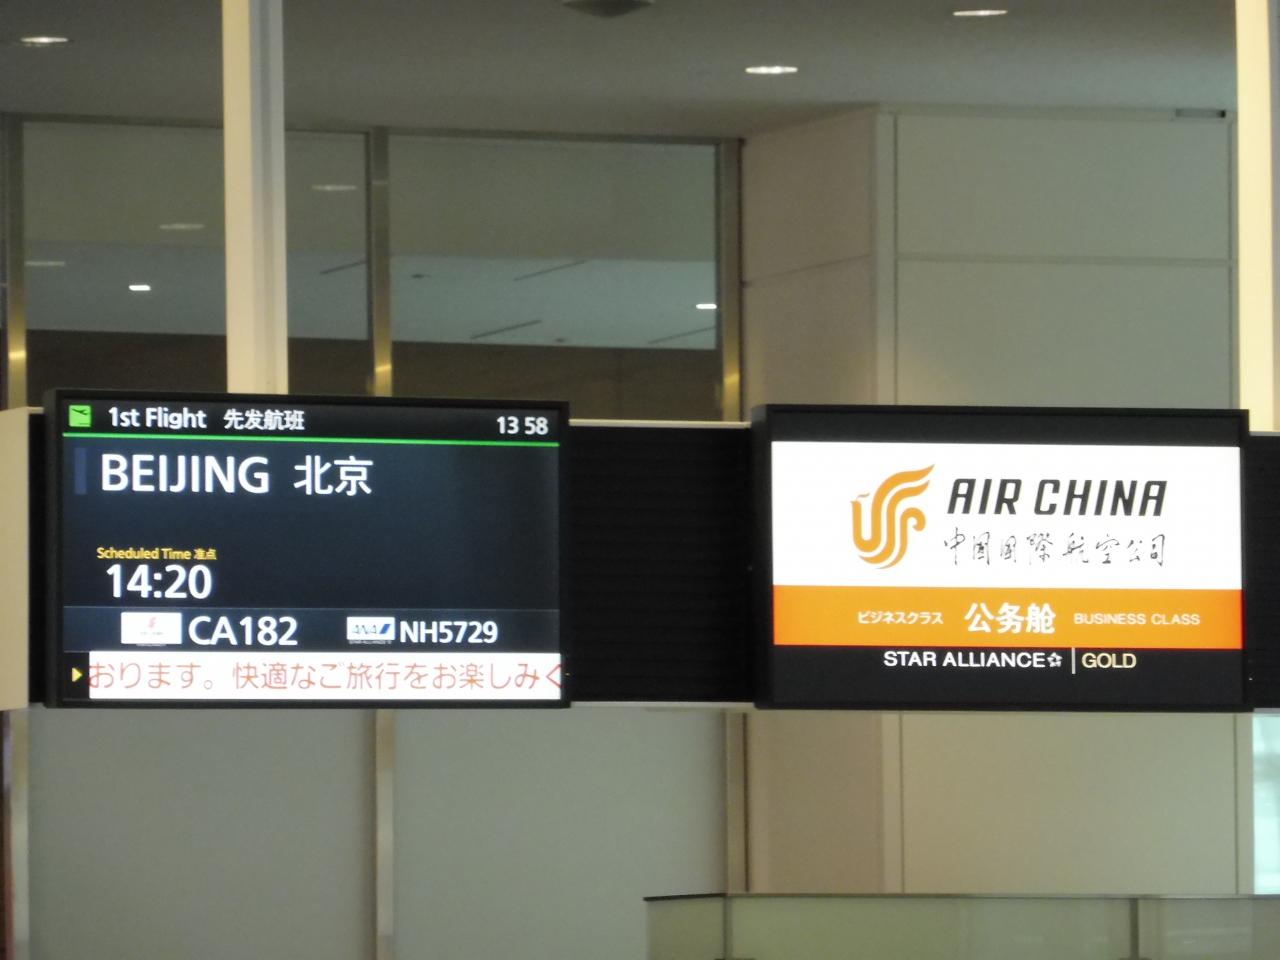 1st Flight 先发航班 13 58
BEIJING 北京
Scheduled Time 准点
14:20
CA182 ANA NH5729
おります。快適なご旅行をお楽しみく
AIR CHINA
中国国際航空公司
ビジネスクラス 公务舱 BUSINESS CLASS
STAR ALLIANCE GOLD